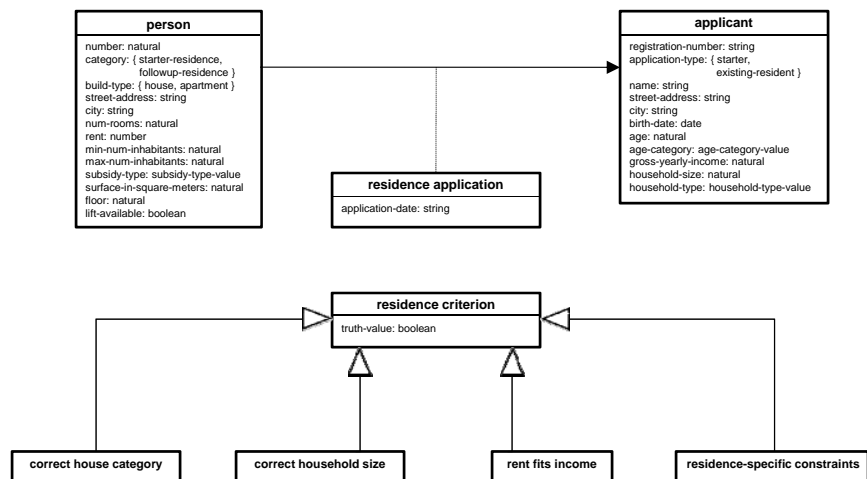 person
number: natural
category: { starter-residence,
followup-residence }
build-type: { house, apartment }
street-address: string
city: string
num-rooms: natural
rent: number
min-num-inhabitants: natural
max-num-inhabitants: natural
subsidy-type: subsidy-type-value
surface-in-square-meters: natural
floor: natural
lift-available: boolean
applicant
registration-number: string
application-type: { starter,
existing-resident }
name: string
street-address: string
city: string
birth-date: date
age: natural
age-category: age-category-value
gross-yearly-income: natural
household-size: natural
household-type: household-type-value
residence application
application-date: string
residence criterion
truth-value: boolean
correct house category
correct household size
rent fits income
residence-specific constraints